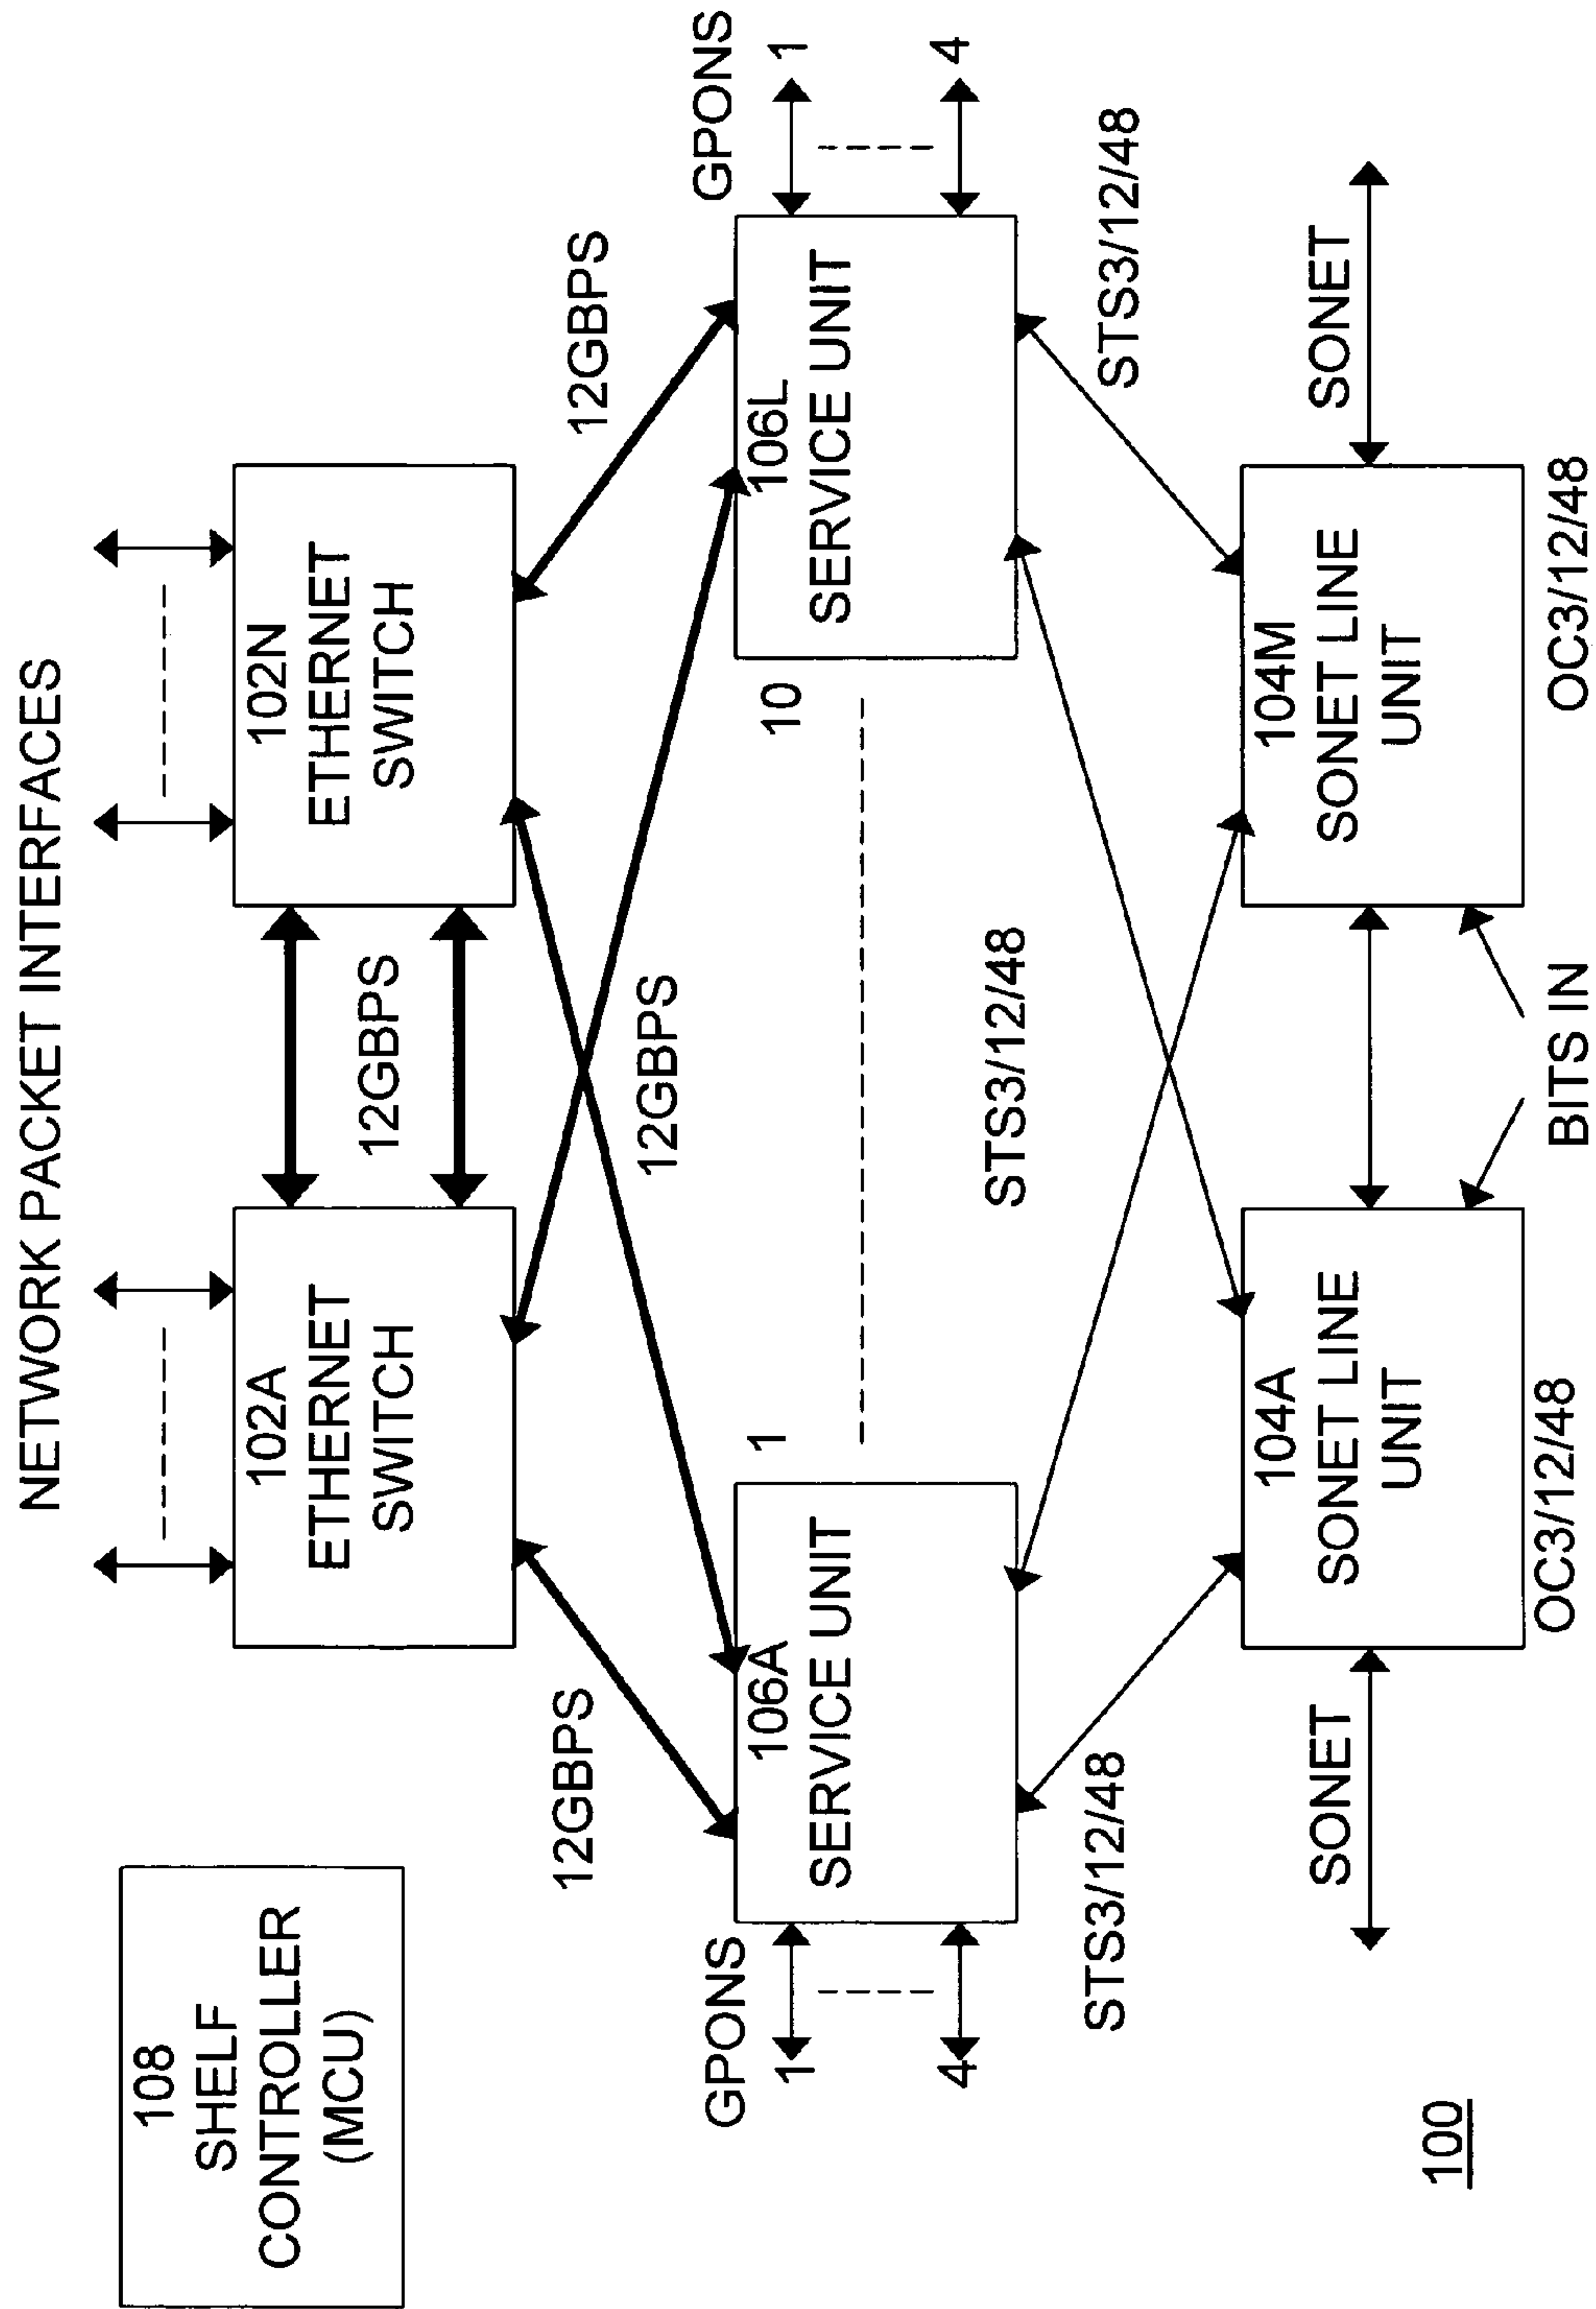 NETWORK PACKET INTERFACES
108
SHELF
CONTROLLER
(MCU)
102A
ETHERNET
SWITCH
12GBPS
102N
ETHERNET
SWITCH
12GBPS
12GBPS
12GBPS
GPONS
1
4
106A
SERVICE UNIT
1
10
106L
SERVICE UNIT
GPONS
1
4
STS3/12/48
STS3/12/48
STS3/12/48
SONET
104A
SONET LINE
UNIT
OC3/12/48
104M
SONET LINE
UNIT
OC3/12/48
SONET
BITS IN
100